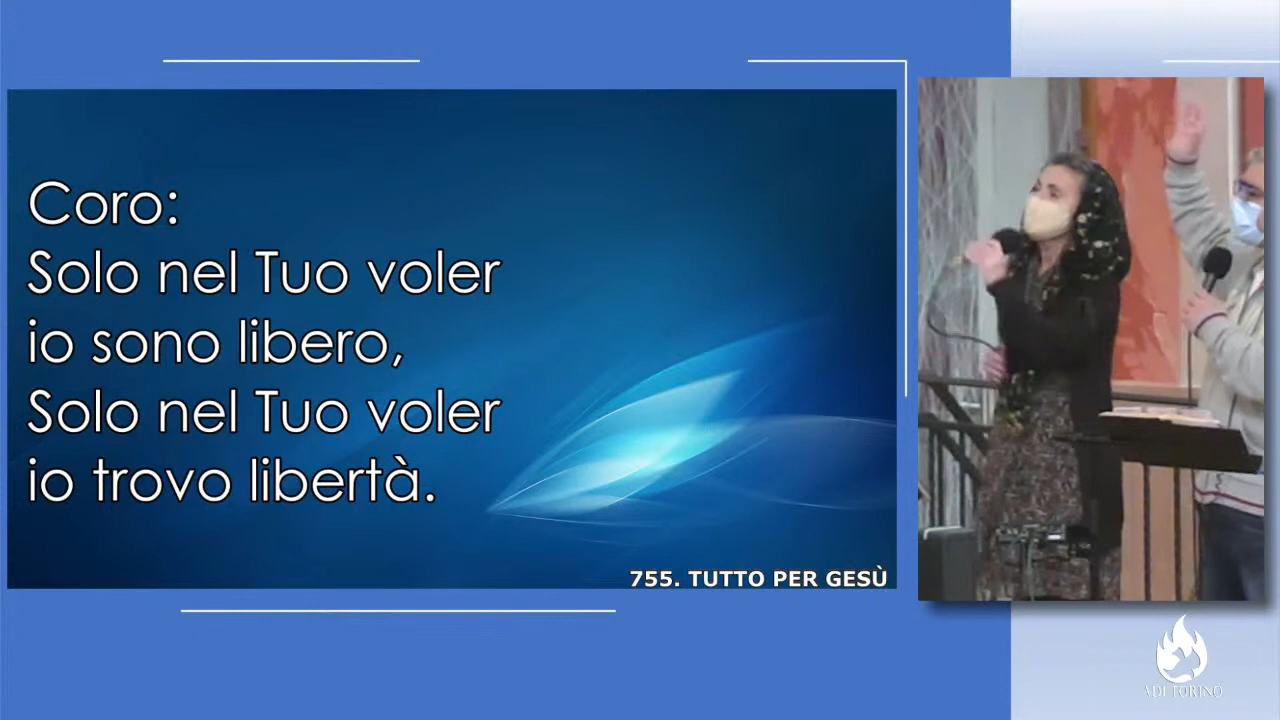 Coro:
Solo nel Tuo voler
io sono libero,
Solo nel Tuo voler
io trovo libertà.
755. TUTTO PER GESÙ
ADI TORINO